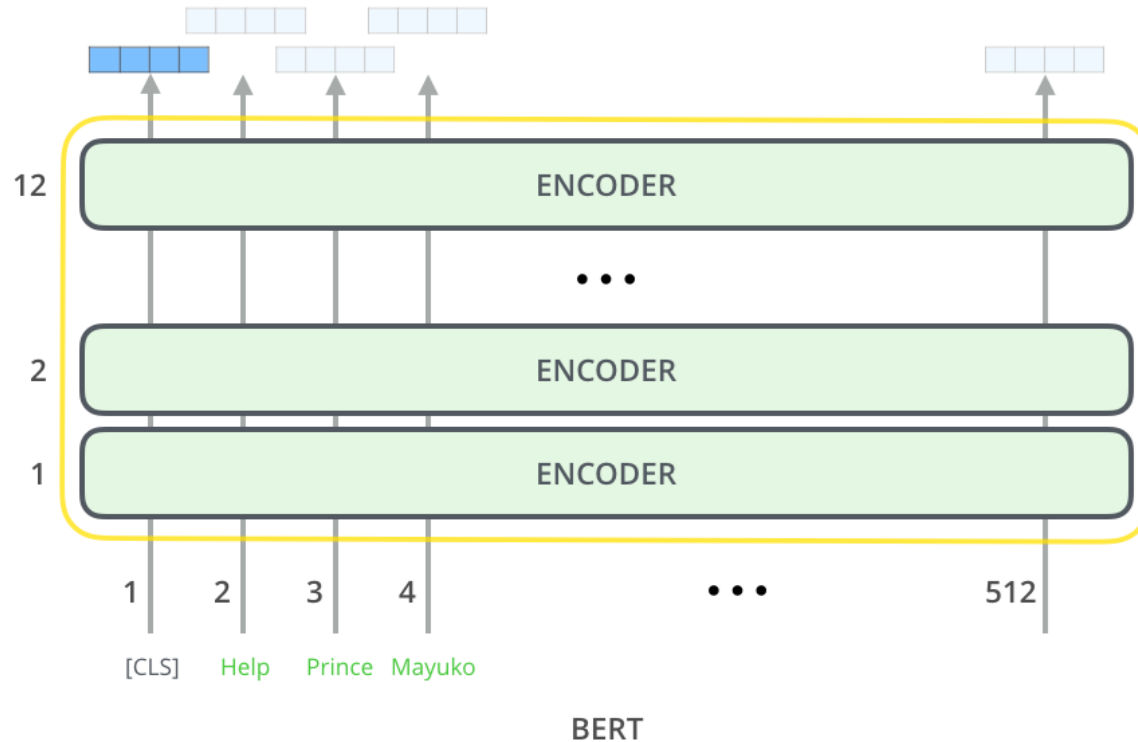 12 ENCODER
•••
2 ENCODER
1 ENCODER
1 2 3 4 ••• 512
[CLS] Help Prince Mayuko
BERT